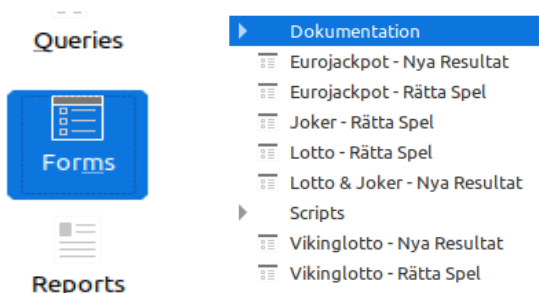 Queries
Forms
Reports
Dokumentation
Eurojackpot - Nya Resultat
Eurojackpot - Rätta Spel
Joker - Rätta Spel
Lotto - Rätta Spel
Lotto & Joker - Nya Resultat
Scripts
Vikinglotto - Nya Resultat
Vikinglotto - Rätta Spel